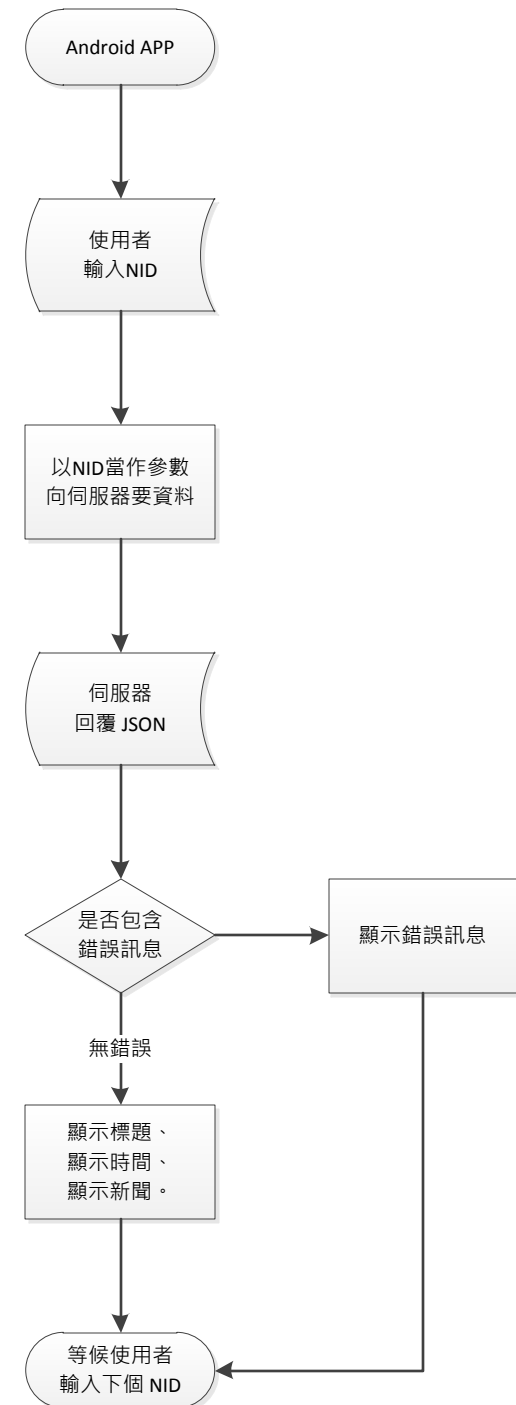 Android APP
使用者
輸入NID
以NID當作參數
向伺服器要資料
伺服器
回覆 JSON
是否包含
錯誤訊息
顯示錯誤訊息
無錯誤
顯示標題、
顯示時間、
顯示新聞。
等候使用者
輸入下個 NID